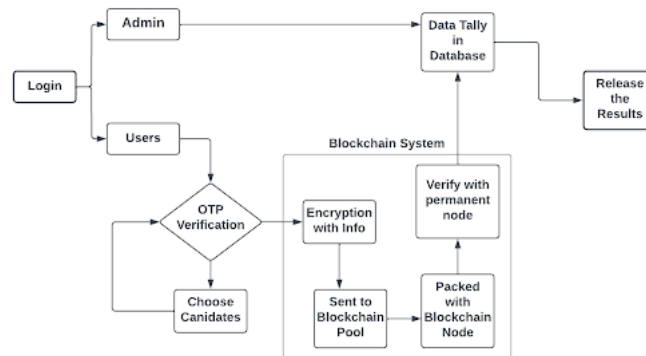 Admin
Data Tally
in
Database
Login
Release
the
Results
Users
Blockchain System
OTP
Verification
Encryption
with Info
Verify with
permanent
node
Choose
Canidates
Sent to
Blockchain
Pool
Packed
with
Blockchain
Node